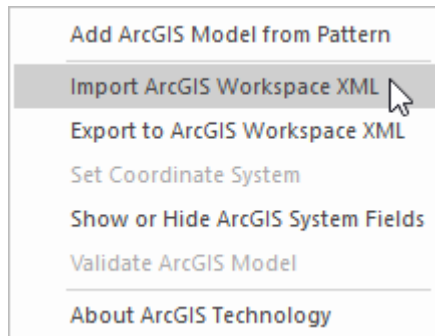 Add ArcGIS Model from Pattern
Import ArcGIS Workspace XML
Export to ArcGIS Workspace XML
Set Coordinate System
Show or Hide ArcGIS System Fields
Validate ArcGIS Model
About ArcGIS Technology